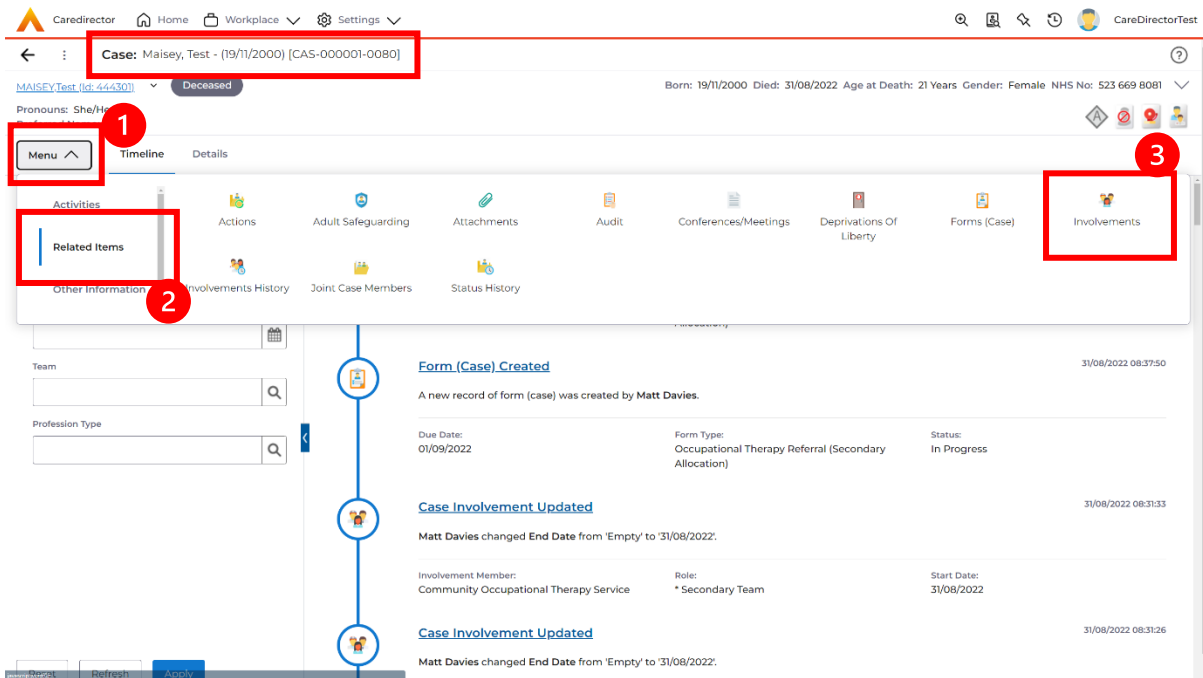 Caredirector Home Workplace Settings CareDirectorTest
Case: Maisey, Test - (19/11/2000) [CAS-000001-0080]
MAISEY,Test (Id: 444301) Deceased Born: 19/11/2000 Died: 31/08/2022 Age at Death: 21 Years Gender: Female NHS No: 523 669 8081
Pronouns: She/He
1
Menu Timeline Details
3
Activities
Actions Adult Safeguarding Attachments Audit Conferences/Meetings Deprivations Of Liberty Forms (Case) Involvements
Related Items
Other Information
2
Involvements History Joint Case Members Status History
Allocation)
Form (Case) Created 31/08/2022 08:37:50
Team
A new record of form (case) was created by Matt Davies.
Profession Type
Due Date: Form Type: Status:
01/09/2022 Occupational Therapy Referral (Secondary In Progress
Allocation)
Case Involvement Updated 31/08/2022 08:31:33
Matt Davies changed End Date from 'Empty' to '31/08/2022'.
Involvement Member: Role: Start Date:
Community Occupational Therapy Service * Secondary Team 31/08/2022
Case Involvement Updated 31/08/2022 08:31:26
Matt Davies changed End Date from 'Empty' to '31/08/2022'.
Reset Refresh Apply